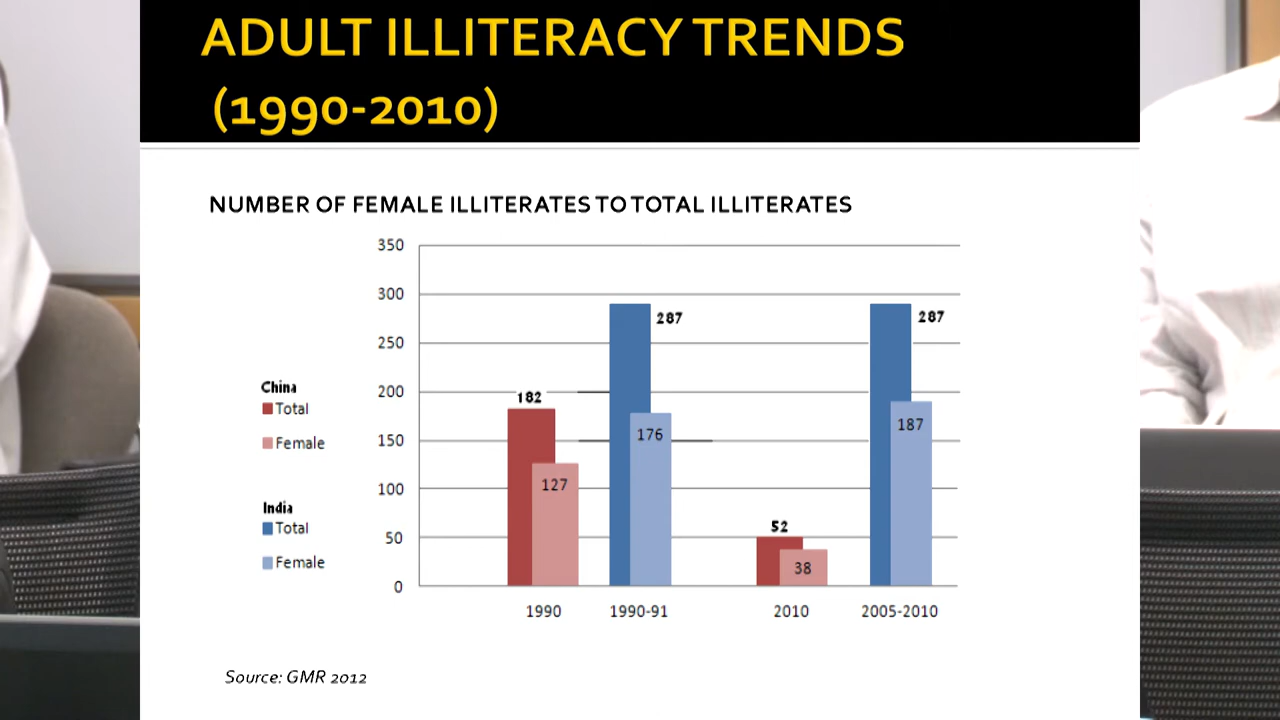 ADULT ILLITERACY TRENDS
(1990-2010)
NUMBER OF FEMALE ILLITERATES TO TOTAL ILLITERATES
350
300
250
200
150
100
50
0
China
Total
Female
India
Total
Female
182
127
287
176
52
38
287
187
1990
1990-91
2010
2005-2010
Source: GMR 2012